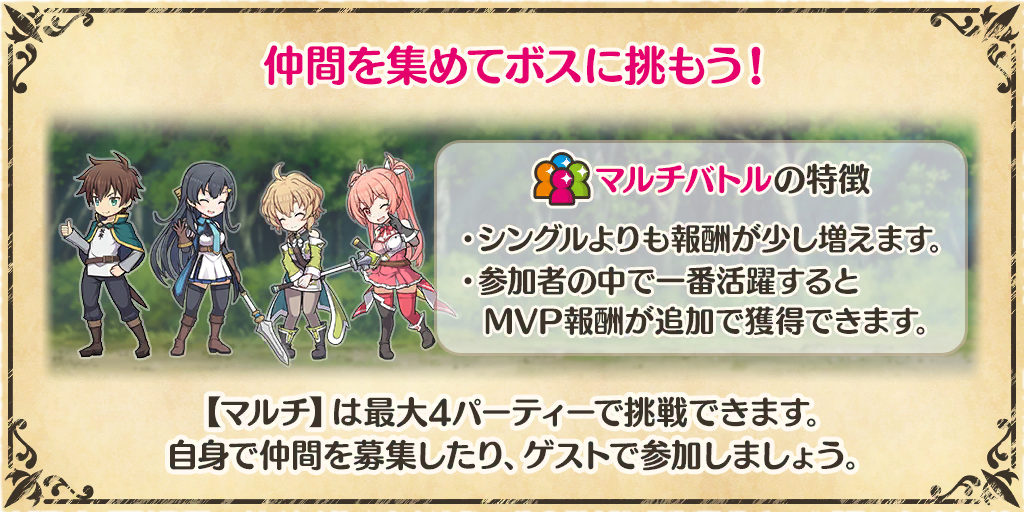 仲間を集めてボスに挑もう!
マルチバトルの特徴
・シングルよりも報酬が少し増えます。
・参加者の中で一番活躍すると
MVP報酬が追加で獲得できます。
【マルチ】は最大4パーティーで挑戦できます。
自身で仲間を募集したり、ゲストで参加しましょう。